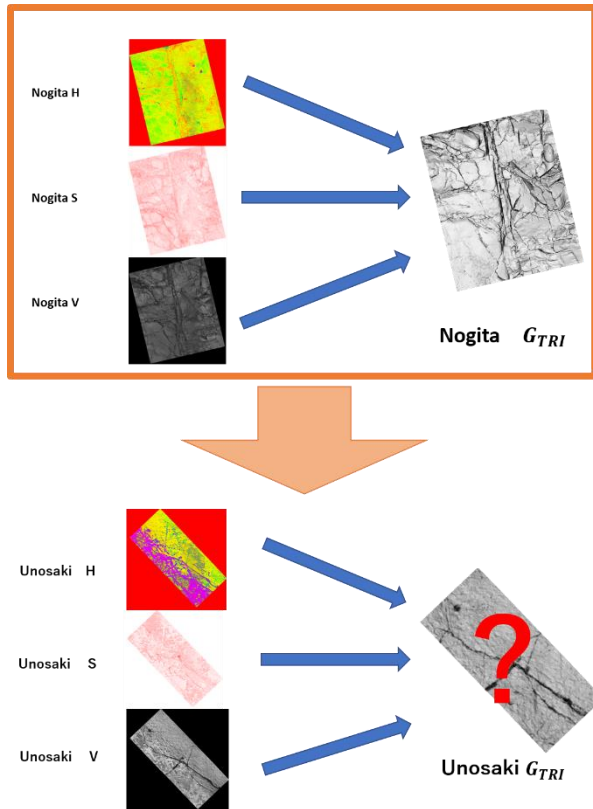 Nogita H
Nogita S
Nogita V
Nogita G_TRI
Unosaki H
Unosaki S
Unosaki V
?
Unosaki G_TRI